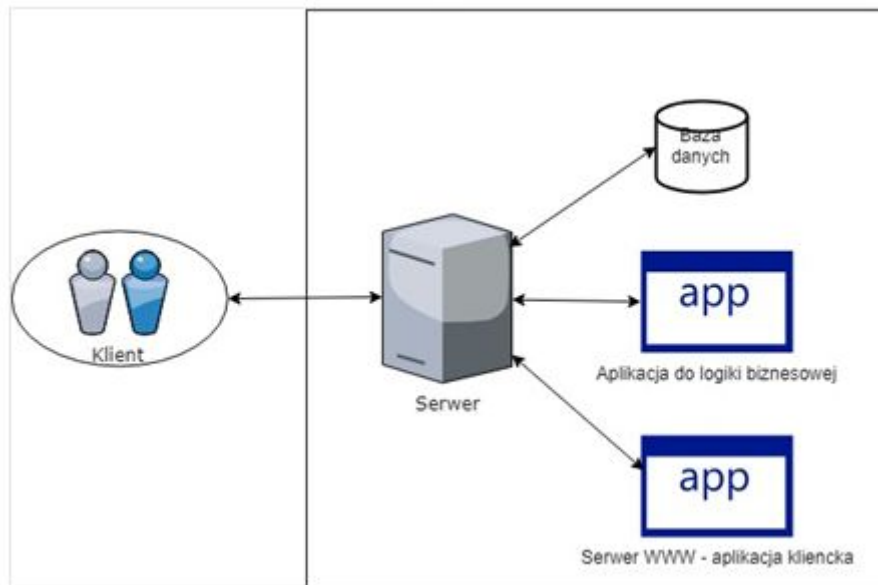 Baza
danych
Klient
Serwer
app
Aplikacja do logiki biznesowej
app
Serwer WWW - aplikacja kliencka